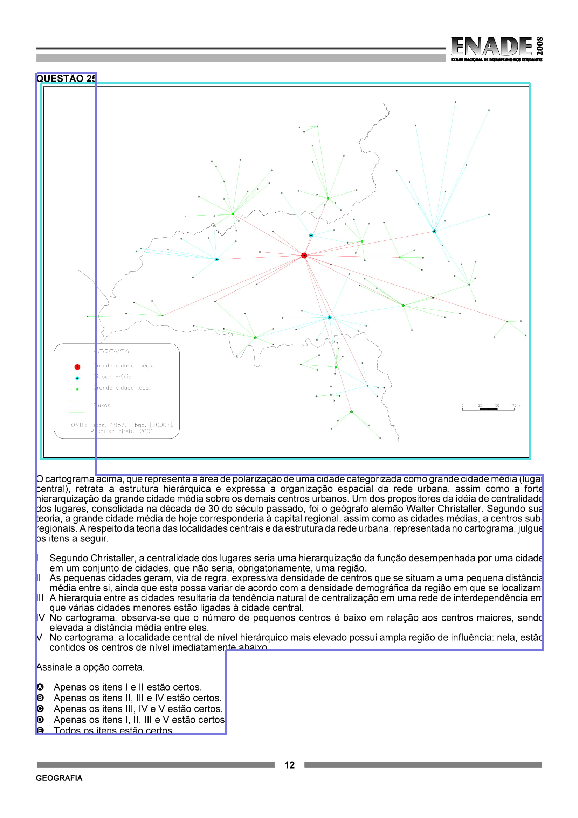 ENADE 2008
QUESTÃO 25
O cartograma acima, que representa a área de polarização de uma cidade categorizada como grande cidade média (lugar
central), retrata a estrutura hierárquica e expressa a organização espacial da rede urbana, assim como a forte
hierarquização da grande cidade média sobre os demais centros urbanos. Um dos propositores da idéia de centralidade
dos lugares, consolidada na década de 30 do século passado, foi o geógrafo alemão Walter Christaller. Segundo sua
teoria, a grande cidade média de hoje corresponderia à capital regional, assim como as cidades médias, a centros sub-
regionais. A respeito da teoria das localidades centrais e da estrutura da rede urbana, representada no cartograma, julgue
os itens a seguir.
I Segundo Christaller, a centralidade dos lugares seria uma hierarquização da função desempenhada por uma cidade
em um conjunto de cidades, que não seria, obrigatoriamente, uma região.
II As pequenas cidades geram, via de regra, expressiva densidade de centros que se situam a uma pequena distância
média entre si, ainda que esta possa variar de acordo com a densidade demográfica da região em que se localizam.
III A hierarquia entre as cidades resultaria da tendência natural de centralização em uma rede de interdependência em
que várias cidades menores estão ligadas à cidade central.
IV No cartograma, observa-se que o número de pequenos centros é baixo em relação aos centros maiores, sendo
elevada a distância média entre eles.
V No cartograma, a localidade central de nível hierárquico mais elevado possui ampla região de influência; nela, estão
contidos os centros de nível imediatamente abaixo.
Assinale a opção correta.
A Apenas os itens I e II estão certos.
B Apenas os itens II, III e IV estão certos.
C Apenas os itens III, IV e V estão certos.
D Apenas os itens I, II, III e V estão certos.
E Todos os itens estão certos.
12
GEOGRAFIA